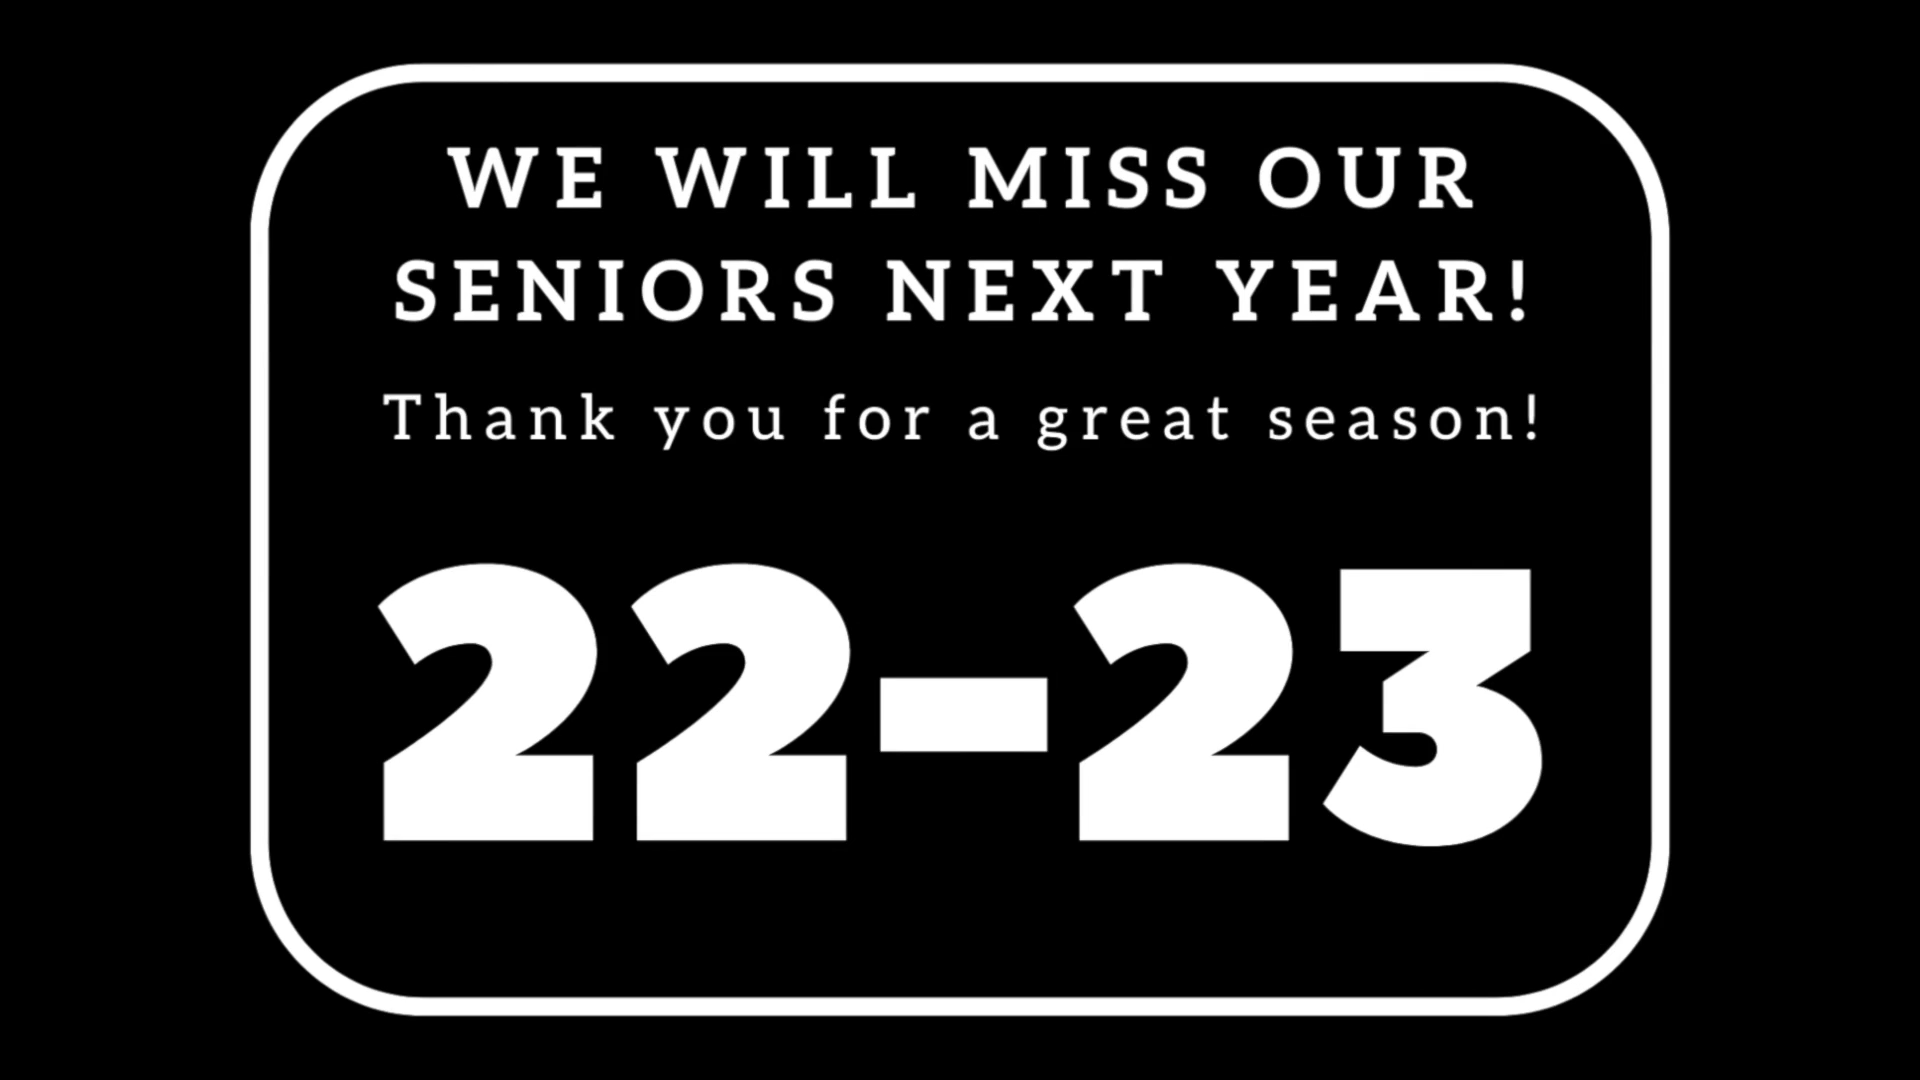 WE WILL MISS OUR
SENIORS NEXT YEAR!
Thank you for a great season!
22-23